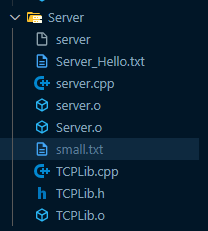 Server
server
Server_Hello.txt
server.cpp
server.o
Server.o
small.txt
TCPLib.cpp
TCPLib.h
TCPLib.o